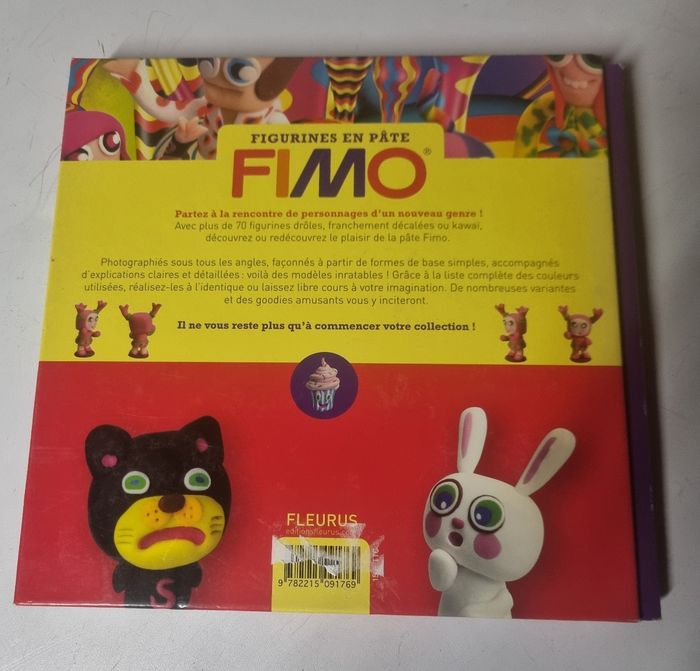 FIGURINES EN PÂTE
FIMO®
Partez à la rencontre de personnages d'un nouveau genre !
Avec plus de 70 figurines drôles, franchement décalées ou kawaï,
découvrez ou redécouvrez le plaisir de la pâte Fimo.
Photographiés sous tous les angles, façonnés à partir de formes de base simples, accompagnés
d'explications claires et détaillées : voilà des modèles inratables ! Grâce à la liste complète des couleurs
utilisées, réalisez-les à l'identique ou laissez libre cours à votre imagination. De nombreuses variantes
et des goodies amusants vous y inciteront.
Il ne vous reste plus qu'à commencer votre collection !
FLEURUS
editionsfleurus.com
9 782215 091769
S